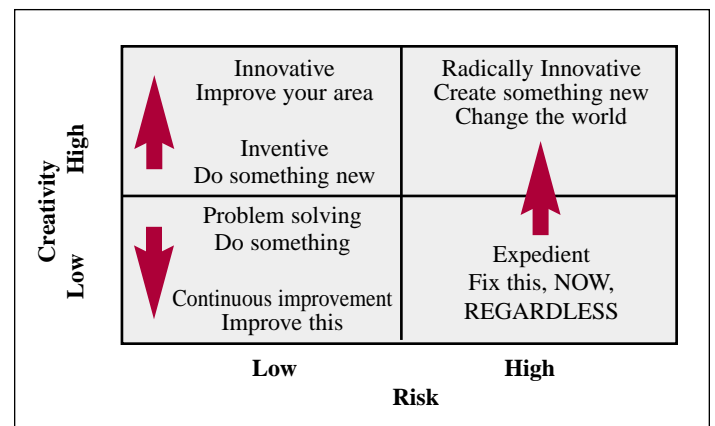 Innovative
Improve your area
Inventive
Do something new
Radically Innovative
Create something new
Change the world
Problem solving
Do something
Continuous improvement
Improve this
Expedient
Fix this, NOW,
REGARDLESS
Creativity
High
Low
Low
High
Risk